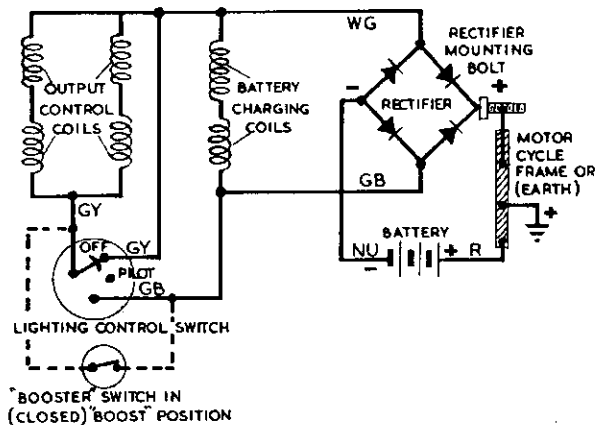 WG
RECTIFIER
MOUNTING
BOLT
+
OUTPUT
CONTROL
COILS
BATTERY
CHARGING
COILS
-
RECTIFIER
MOTOR
CYCLE
FRAME OR
(EARTH)
GB
+
GY
BATTERY
OFF
GY
NU
-
+
R
PILOT
GB
LIGHTING CONTROL SWITCH
"BOOSTER" SWITCH IN
(CLOSED) "BOOST" POSITION